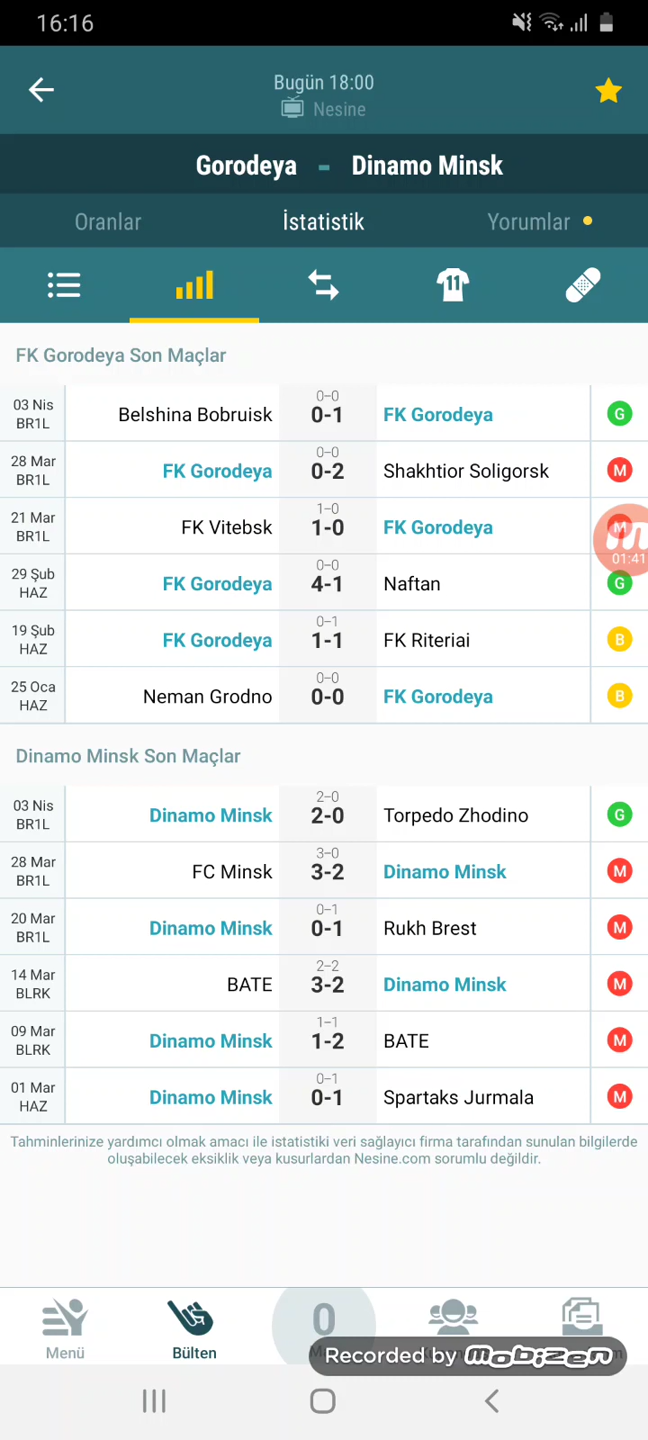 16:16
Bugün 18:00
Nesine
Gorodeya - Dinamo Minsk
Oranlar İstatistik Yorumlar
11
FK Gorodeya Son Maçlar
03 Nis BR1L Belshina Bobruisk 0-0 0-1 FK Gorodeya G
28 Mar BR1L FK Gorodeya 0-0 0-2 Shakhtior Soligorsk M
21 Mar BR1L FK Vitebsk 1-0 1-0 FK Gorodeya M
01:41
29 Şub HAZ FK Gorodeya 0-0 4-1 Naftan G
19 Şub HAZ FK Gorodeya 0-1 1-1 FK Riteriai B
25 Oca HAZ Neman Grodno 0-0 0-0 FK Gorodeya B
Dinamo Minsk Son Maçlar
03 Nis BR1L Dinamo Minsk 2-0 2-0 Torpedo Zhodino G
28 Mar BR1L FC Minsk 3-0 3-2 Dinamo Minsk M
20 Mar BR1L Dinamo Minsk 0-1 0-1 Rukh Brest M
14 Mar BLRK BATE 2-2 3-2 Dinamo Minsk M
09 Mar BLRK Dinamo Minsk 1-1 1-2 BATE M
01 Mar HAZ Dinamo Minsk 0-1 0-1 Spartaks Jurmala M
Tahminlerinize yardımcı olmak amacı ile istatistiki veri sağlayıcı firma tarafından sunulan bilgilerde
oluşabilecek eksiklik veya kusurlardan Nesine.com sorumlu değildir.
0
Menü Bülten
Recorded by mobizen